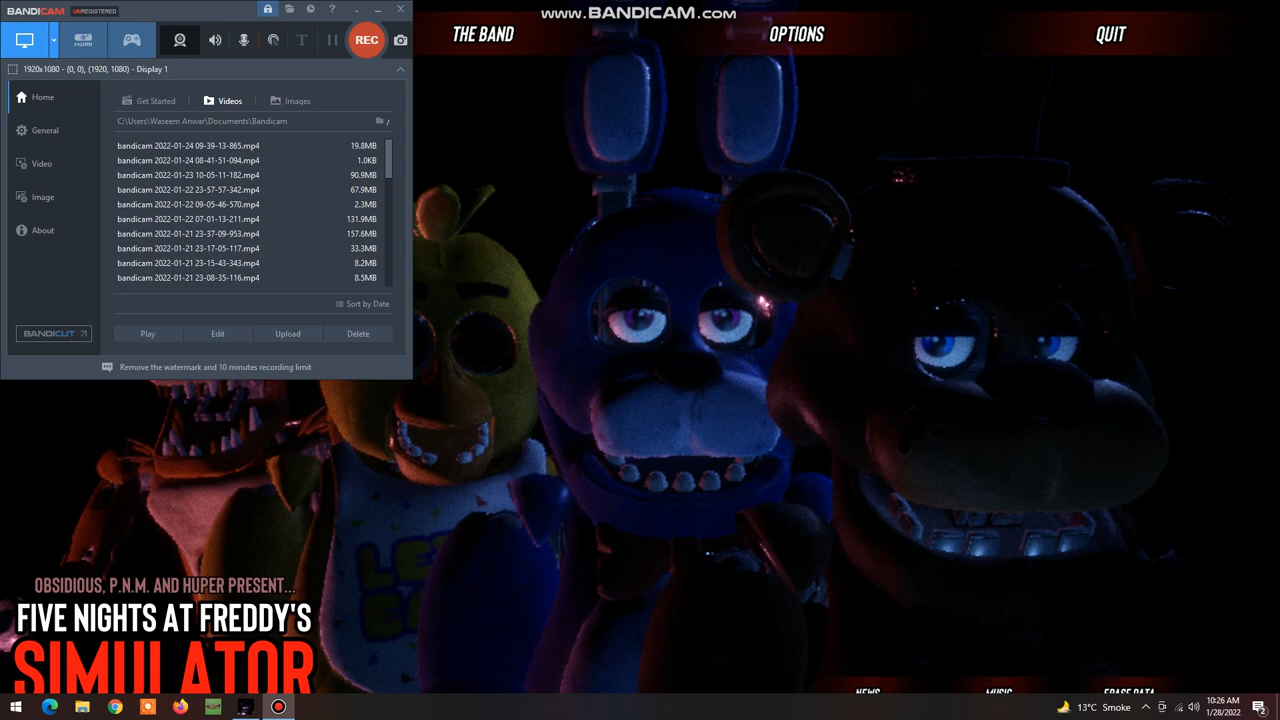 BANDICAM UNREGISTERED
www.BANDICAM.com
HDMI
REC
1920x1080 - (0, 0), (1920, 1080) - Display 1
THE BAND
OPTIONS
QUIT
Home
General
Video
Image
About
BANDICUT
Get Started
Videos
Images
C:\Users\Waseem Anwar\Documents\Bandicam
bandicam 2022-01-24 09-39-13-865.mp4 19.8MB
bandicam 2022-01-24 08-41-51-094.mp4 1.0KB
bandicam 2022-01-23 10-05-11-182.mp4 90.9MB
bandicam 2022-01-22 23-57-57-342.mp4 67.9MB
bandicam 2022-01-22 09-05-46-570.mp4 2.3MB
bandicam 2022-01-22 07-01-13-211.mp4 131.9MB
bandicam 2022-01-21 23-37-09-953.mp4 157.6MB
bandicam 2022-01-21 23-17-05-117.mp4 33.3MB
bandicam 2022-01-21 23-15-43-343.mp4 8.2MB
bandicam 2022-01-21 23-08-35-116.mp4 8.5MB
Sort by Date
Play Edit Upload Delete
Remove the watermark and 10 minutes recording limit
LET'S
OBSIDIOUS, P.N.M. AND HUPER PRESENT...
FIVE NIGHTS AT FREDDY'S
SIMULATOR
NEWS MUSIC ERASE DATA
13°C Smoke
10:26 AM
1/28/2022